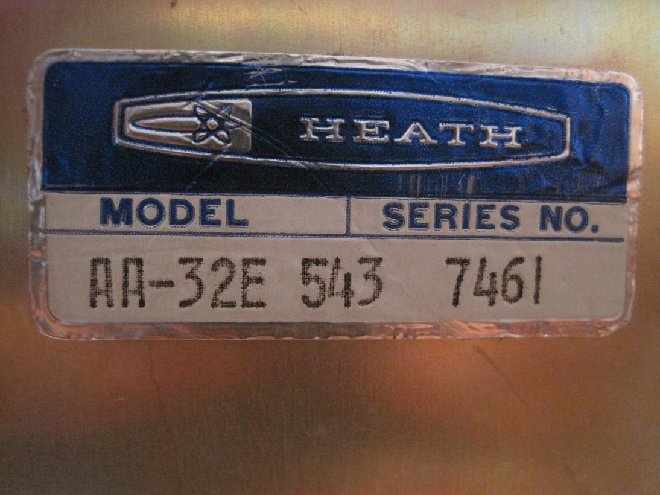 HEATH
MODEL SERIES NO.
AA-32E 543 7461